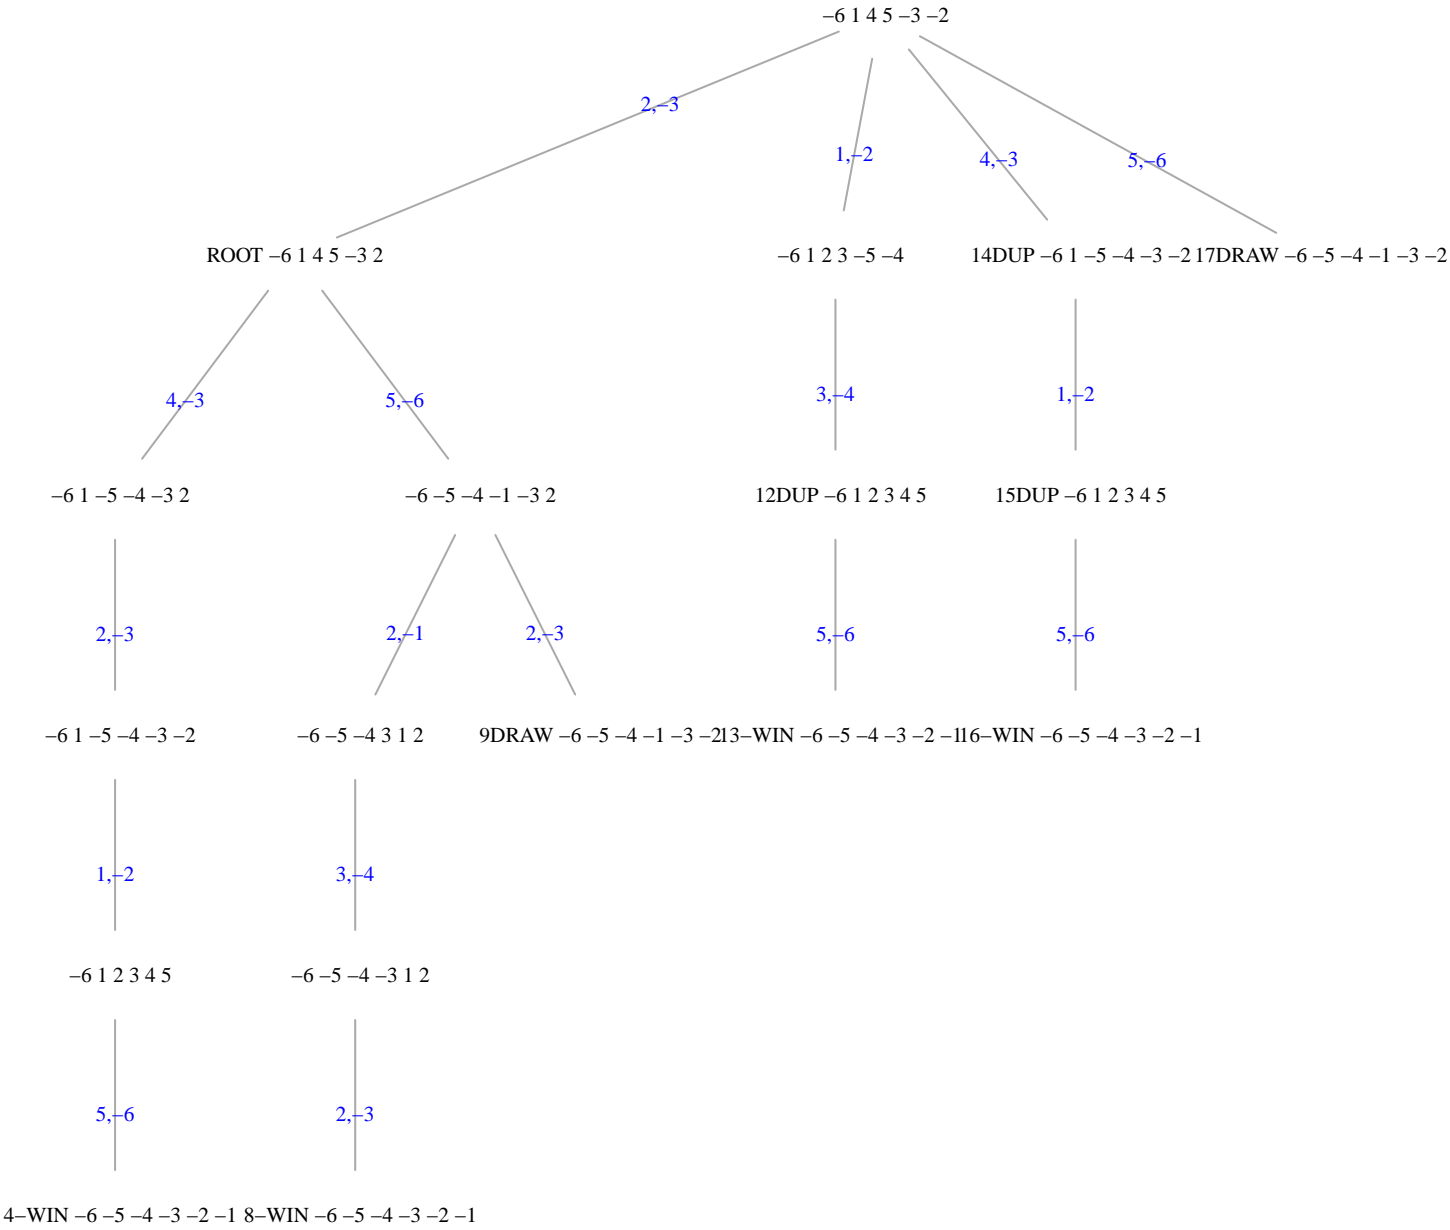 –6 1 4 5 –3 –2
2,–3
1,–2
4,–3
5,–6
ROOT –6 1 4 5 –3 2
–6 1 2 3 –5 –4
14DUP –6 1 –5 –4 –3 –2
17DRAW –6 –5 –4 –1 –3 –2
4,–3
5,–6
3,–4
1,–2
–6 1 –5 –4 –3 2
–6 –5 –4 –1 –3 2
12DUP –6 1 2 3 4 5
15DUP –6 1 2 3 4 5
2,–3
2,–1
2,–3
5,–6
5,–6
–6 1 –5 –4 –3 –2
–6 –5 –4 3 1 2
9DRAW –6 –5 –4 –1 –3 –2
13–WIN –6 –5 –4 –3 –2 –1
16–WIN –6 –5 –4 –3 –2 –1
1,–2
3,–4
–6 1 2 3 4 5
–6 –5 –4 –3 1 2
5,–6
2,–3
4–WIN –6 –5 –4 –3 –2 –1
8–WIN –6 –5 –4 –3 –2 –1